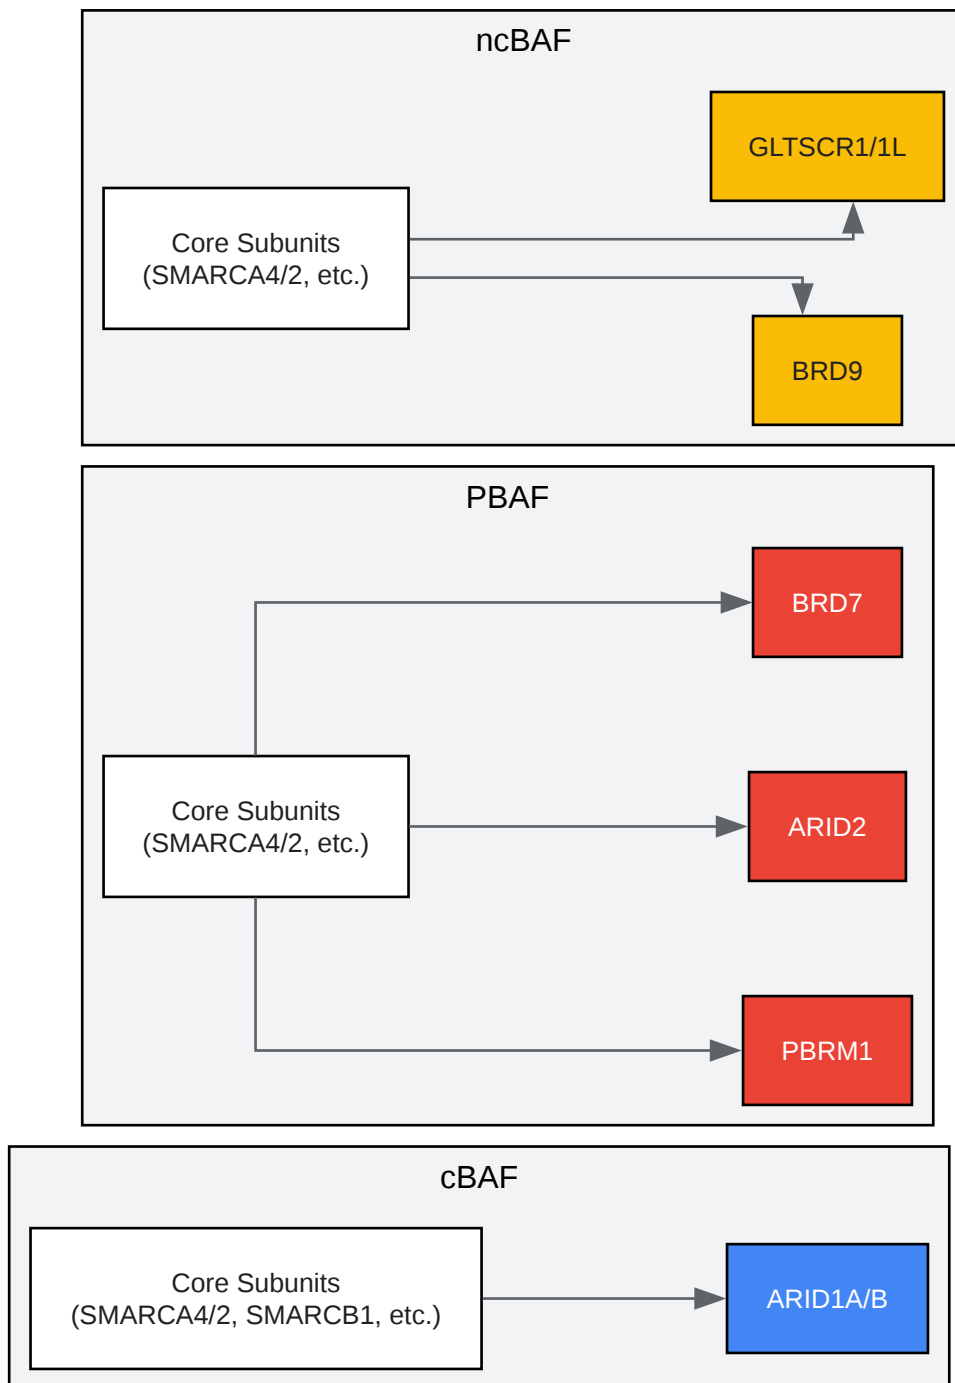 ncBAF
GLTSCR1/1L
Core Subunits
(SMARCA4/2, etc.)
BRD9
PBAF
BRD7
Core Subunits
(SMARCA4/2, etc.)
ARID2
PBRM1
cBAF
Core Subunits
(SMARCA4/2, SMARCB1, etc.)
ARID1A/B